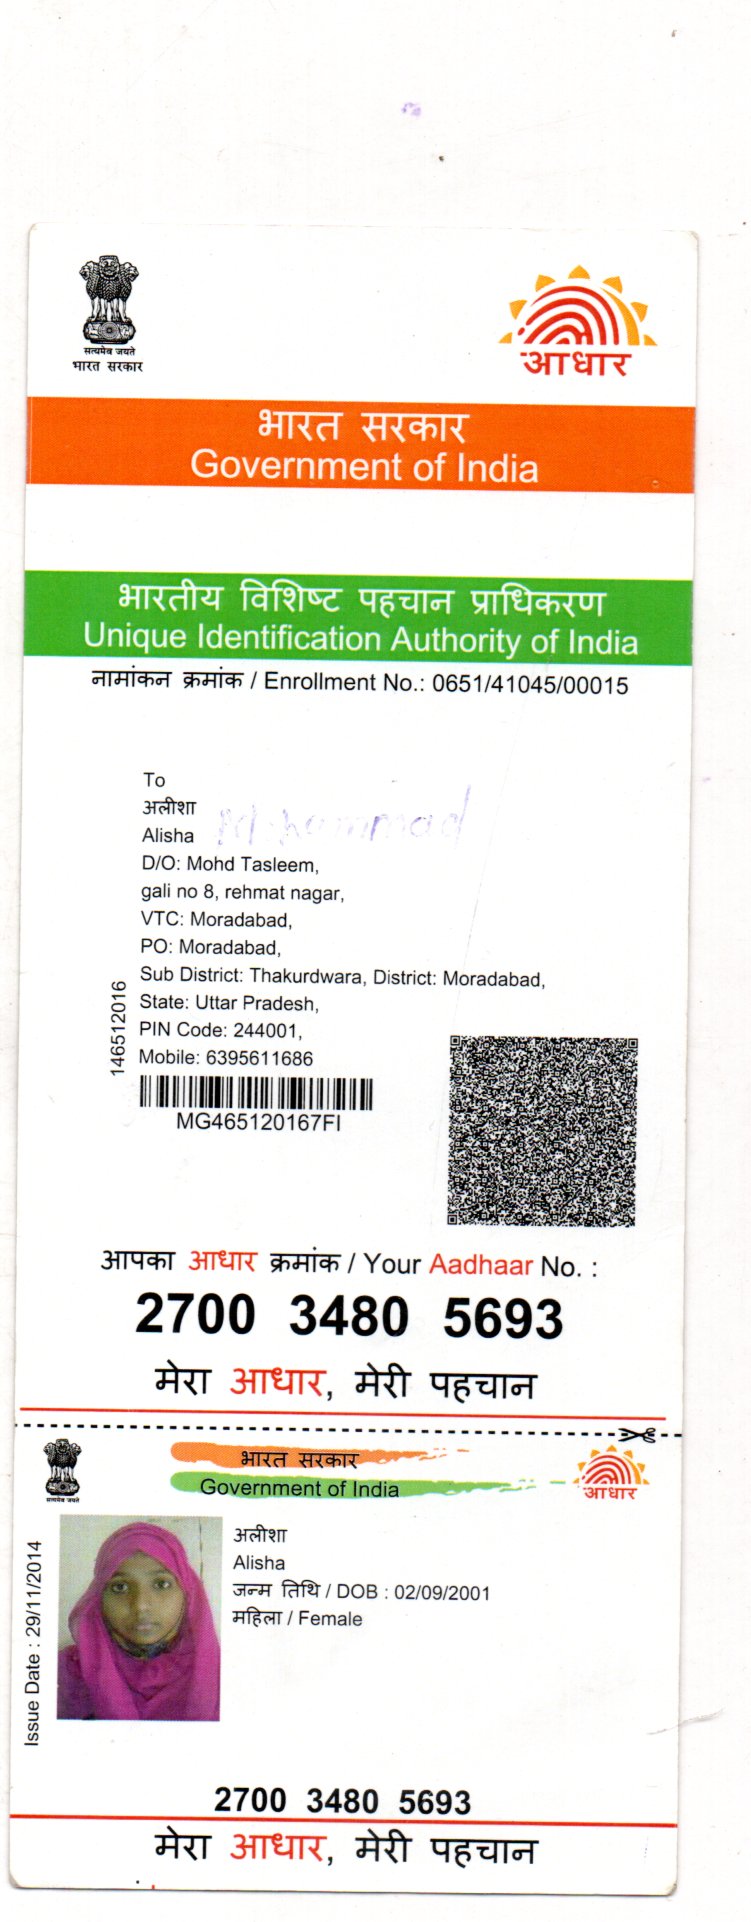 सत्यमेव जयते
भारत सरकार
आधार
भारत सरकार
Government of India
भारतीय विशिष्ट पहचान प्राधिकरण
Unique Identification Authority of India
नामांकन क्रमांक / Enrollment No.: 0651/41045/00015
To
अलीशा
Alisha
Mohammad
D/O: Mohd Tasleem,
gali no 8, rehmat nagar,
VTC: Moradabad,
PO: Moradabad,
Sub District: Thakurdwara, District: Moradabad,
State: Uttar Pradesh,
PIN Code: 244001,
Mobile: 6395611686
146512016
MG465120167FI
आपका आधार क्रमांक / Your Aadhaar No. :
2700 3480 5693
मेरा आधार, मेरी पहचान
सत्यमेव जयते
भारत सरकार
Government of India
आधार
Issue Date : 29/11/2014
अलीशा
Alisha
जन्म तिथि / DOB : 02/09/2001
महिला / Female
2700 3480 5693
मेरा आधार, मेरी पहचान